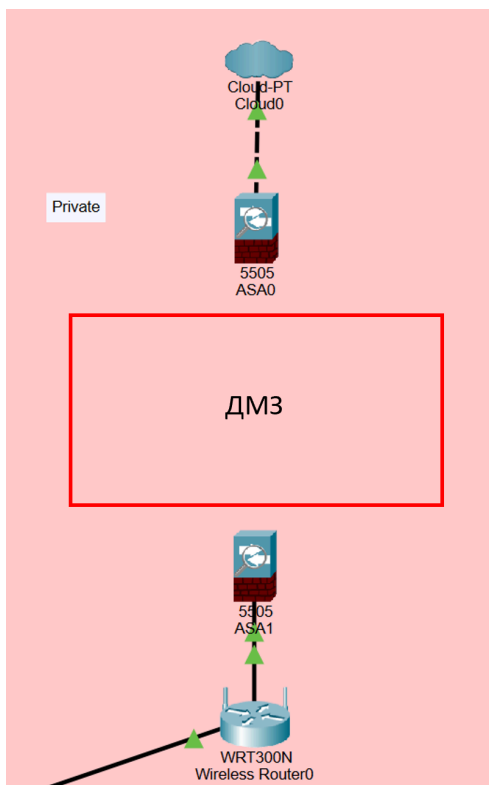 Cloud-PT
Cloud0
Private
5505
ASA0
ДМЗ
5505
ASA1
WRT300N
Wireless Router0